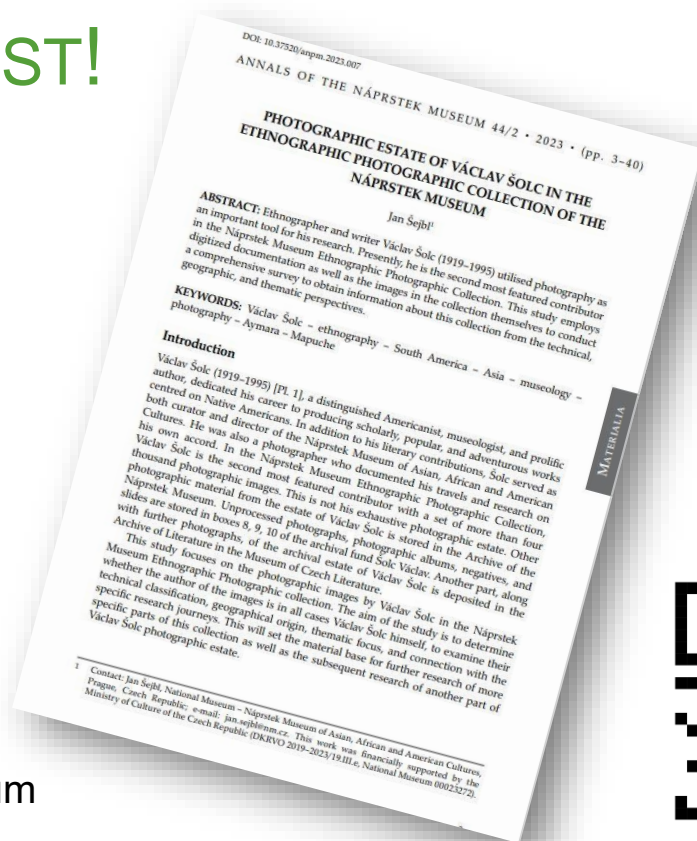 ST!
DOI: 10.37520/anpm.2023.007
ANNALS OF THE NÁPRSTEK MUSEUM 44/2 • 2023 • (pp. 3–40)
PHOTOGRAPHIC ESTATE OF VÁCLAV ŠOLC IN THE
ETHNOGRAPHIC PHOTOGRAPHIC COLLECTION OF THE
NÁPRSTEK MUSEUM
Jan Šejbl¹
ABSTRACT: Ethnographer and writer Václav Šolc (1919–1995) utilised photography as
an important tool for his research. Presently, he is the second most featured contributor
in the Náprstek Museum Ethnographic Photographic Collection. This study employs
digitized documentation as well as the images in the collection themselves to conduct
a comprehensive survey to obtain information about this collection from the technical,
geographic, and thematic perspectives.
KEYWORDS: Václav Šolc – ethnography – South America – Asia – museology –
photography – Aymara – Mapuche
Introduction
Václav Šolc (1919–1995) [Pl. 1], a distinguished Americanist, museologist, and prolific
author, dedicated his career to producing scholarly, popular, and adventurous works
centred on Native Americans. In addition to his literary contributions, Šolc served as
both curator and director of the Náprstek Museum of Asian, African and American
Cultures. He was also a photographer who documented his travels and research on
his own accord. In the Náprstek Museum Ethnographic Photographic Collection,
Václav Šolc is the second most featured contributor with a set of more than four
thousand photographic images. This is not his exhaustive photographic estate. Other
photographic material from the estate of Václav Šolc is stored in the Archive of the
Náprstek Museum. Unprocessed photographs, photographic albums, negatives, and
slides are stored in boxes 8, 9, 10 of the archival fund Šolc Václav. Another part, along
with further photographs, of the archival estate of Václav Šolc is deposited in the
Archive of Literature in the Museum of Czech Literature.
This study focuses on the photographic images by Václav Šolc in the Náprstek
Museum Ethnographic Photographic collection. The aim of the study is to determine
whether the author of the images is in all cases Václav Šolc himself, to examine their
technical classification, geographical origin, thematic focus, and connection with the
specific research journeys. This will set the material base for further research of more
specific parts of this collection as well as the subsequent research of another part of
Václav Šolc photographic estate.
MATERIALIA
1 Contact: Jan Šejbl, National Museum – Náprstek Museum of Asian, African and American Cultures,
Prague, Czech Republic; e-mail: jan.sejbl@nm.cz. This work was financially supported by the
Ministry of Culture of the Czech Republic (DKRVO 2019–2023/19.III.e, National Museum 00023272).
um